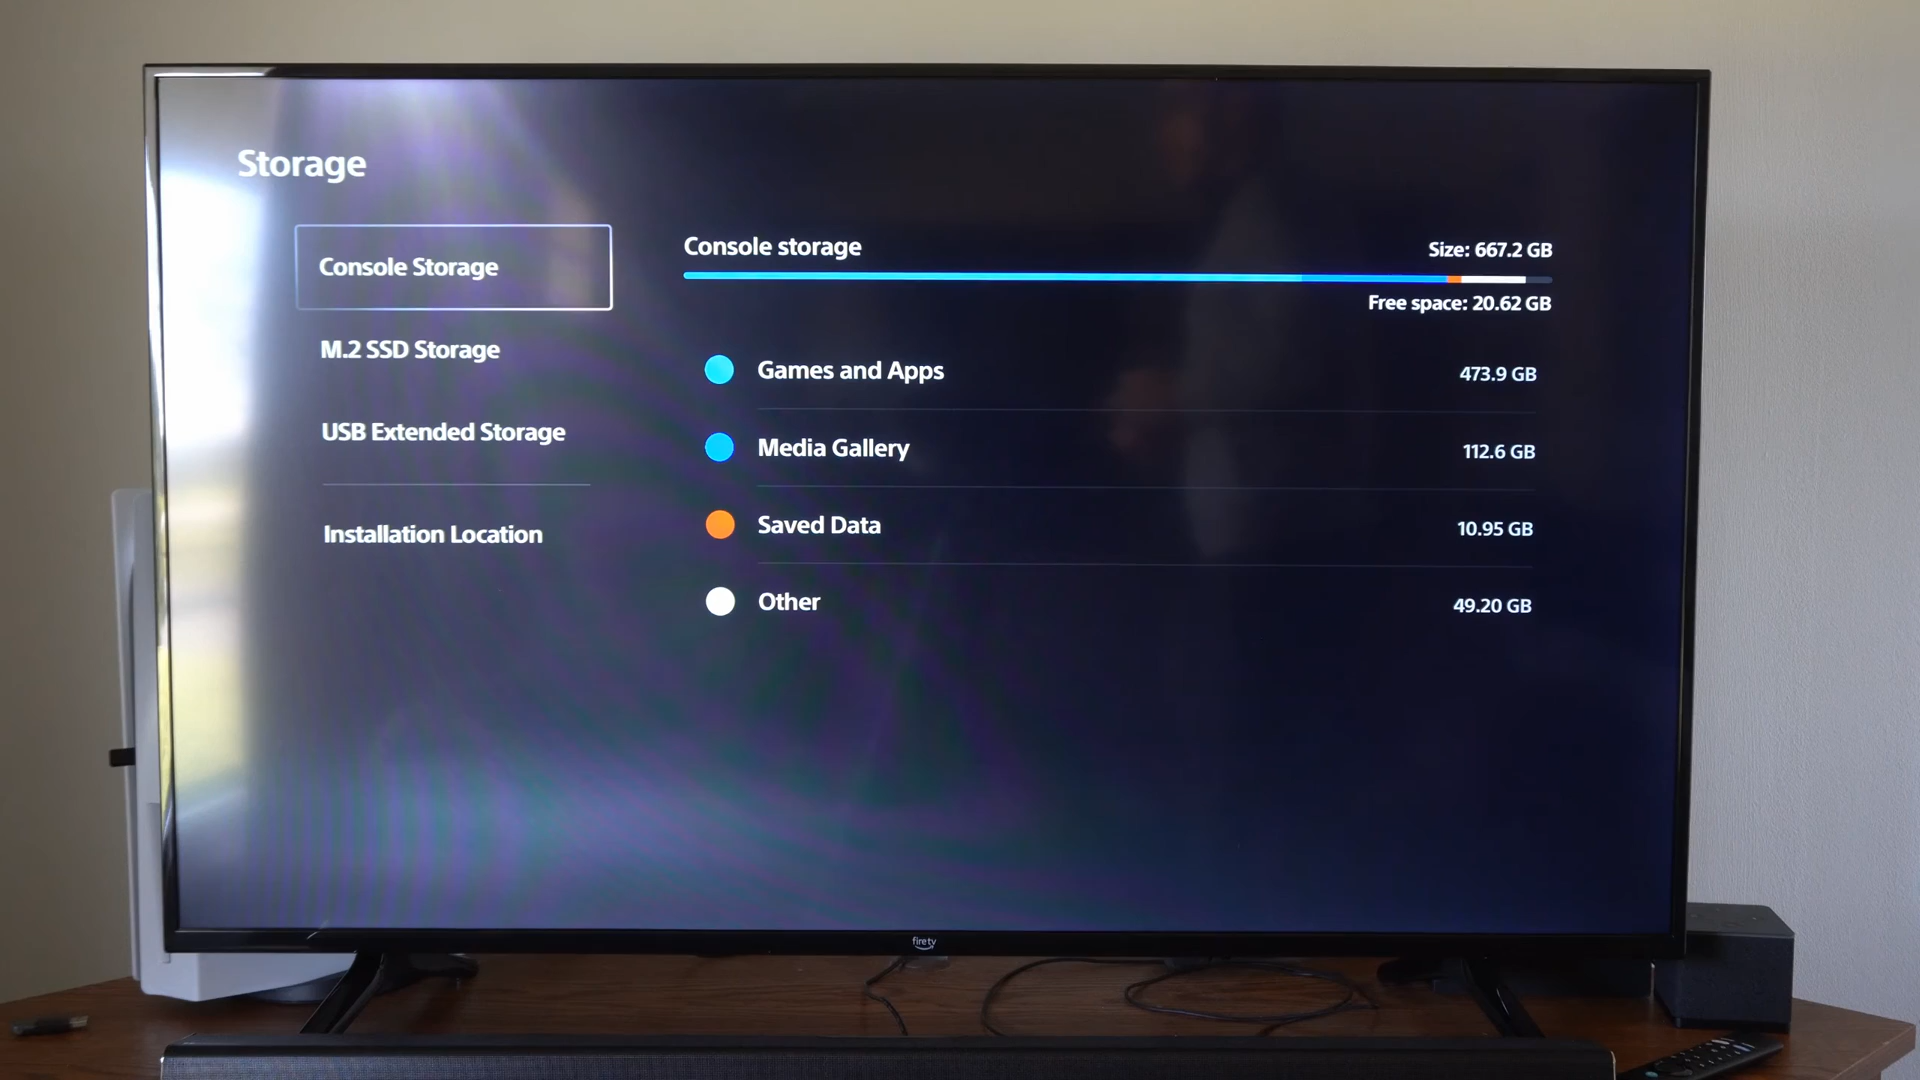 Storage
Console Storage
M.2 SSD Storage
USB Extended Storage
Installation Location
Console storage
Size: 667.2 GB
Free space: 20.62 GB
Games and Apps
473.9 GB
Media Gallery
112.6 GB
Saved Data
10.95 GB
Other
49.20 GB
firetv